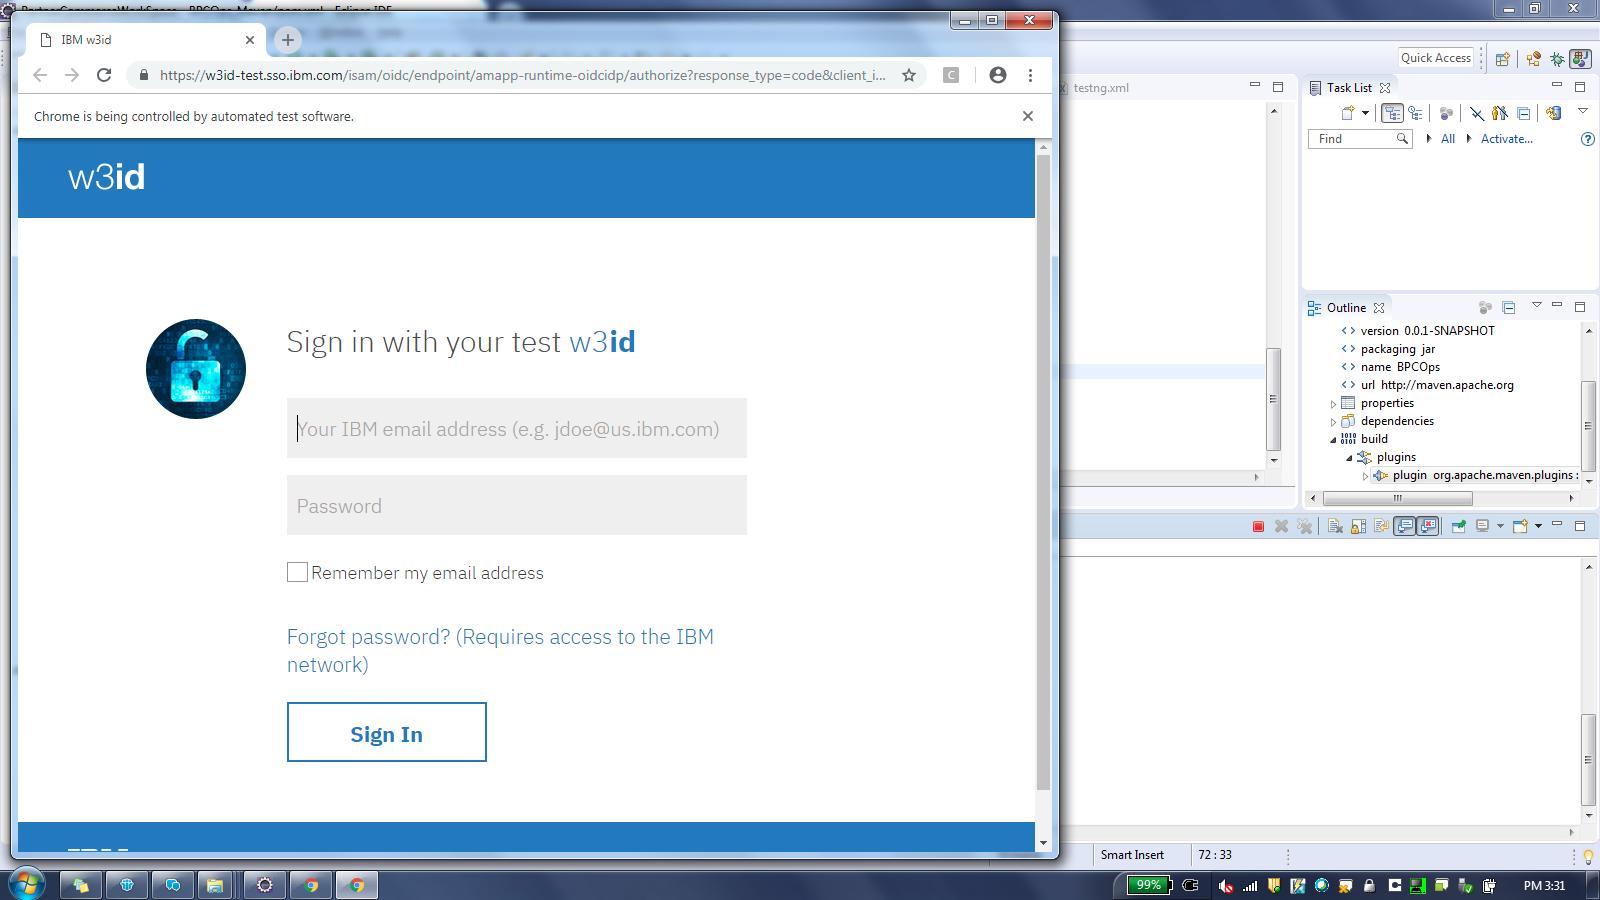 IBM w3id
https://w3id-test.sso.ibm.com/isam/oidc/endpoint/amapp-runtime-oidcidp/authorize?response_type=code&client_i...
Chrome is being controlled by automated test software.
w3id
Sign in with your test w3id
Your IBM email address (e.g. jdoe@us.ibm.com)
Password
Remember my email address
Forgot password? (Requires access to the IBM
network)
Sign In
Quick Access
testng.xml
Task List
Find
All
Activate...
Outline
version 0.0.1-SNAPSHOT
packaging jar
name BPCOps
url http://maven.apache.org
properties
dependencies
build
plugins
plugin org.apache.maven.plugins :
Smart Insert
72 : 33
99%
PM 3:31